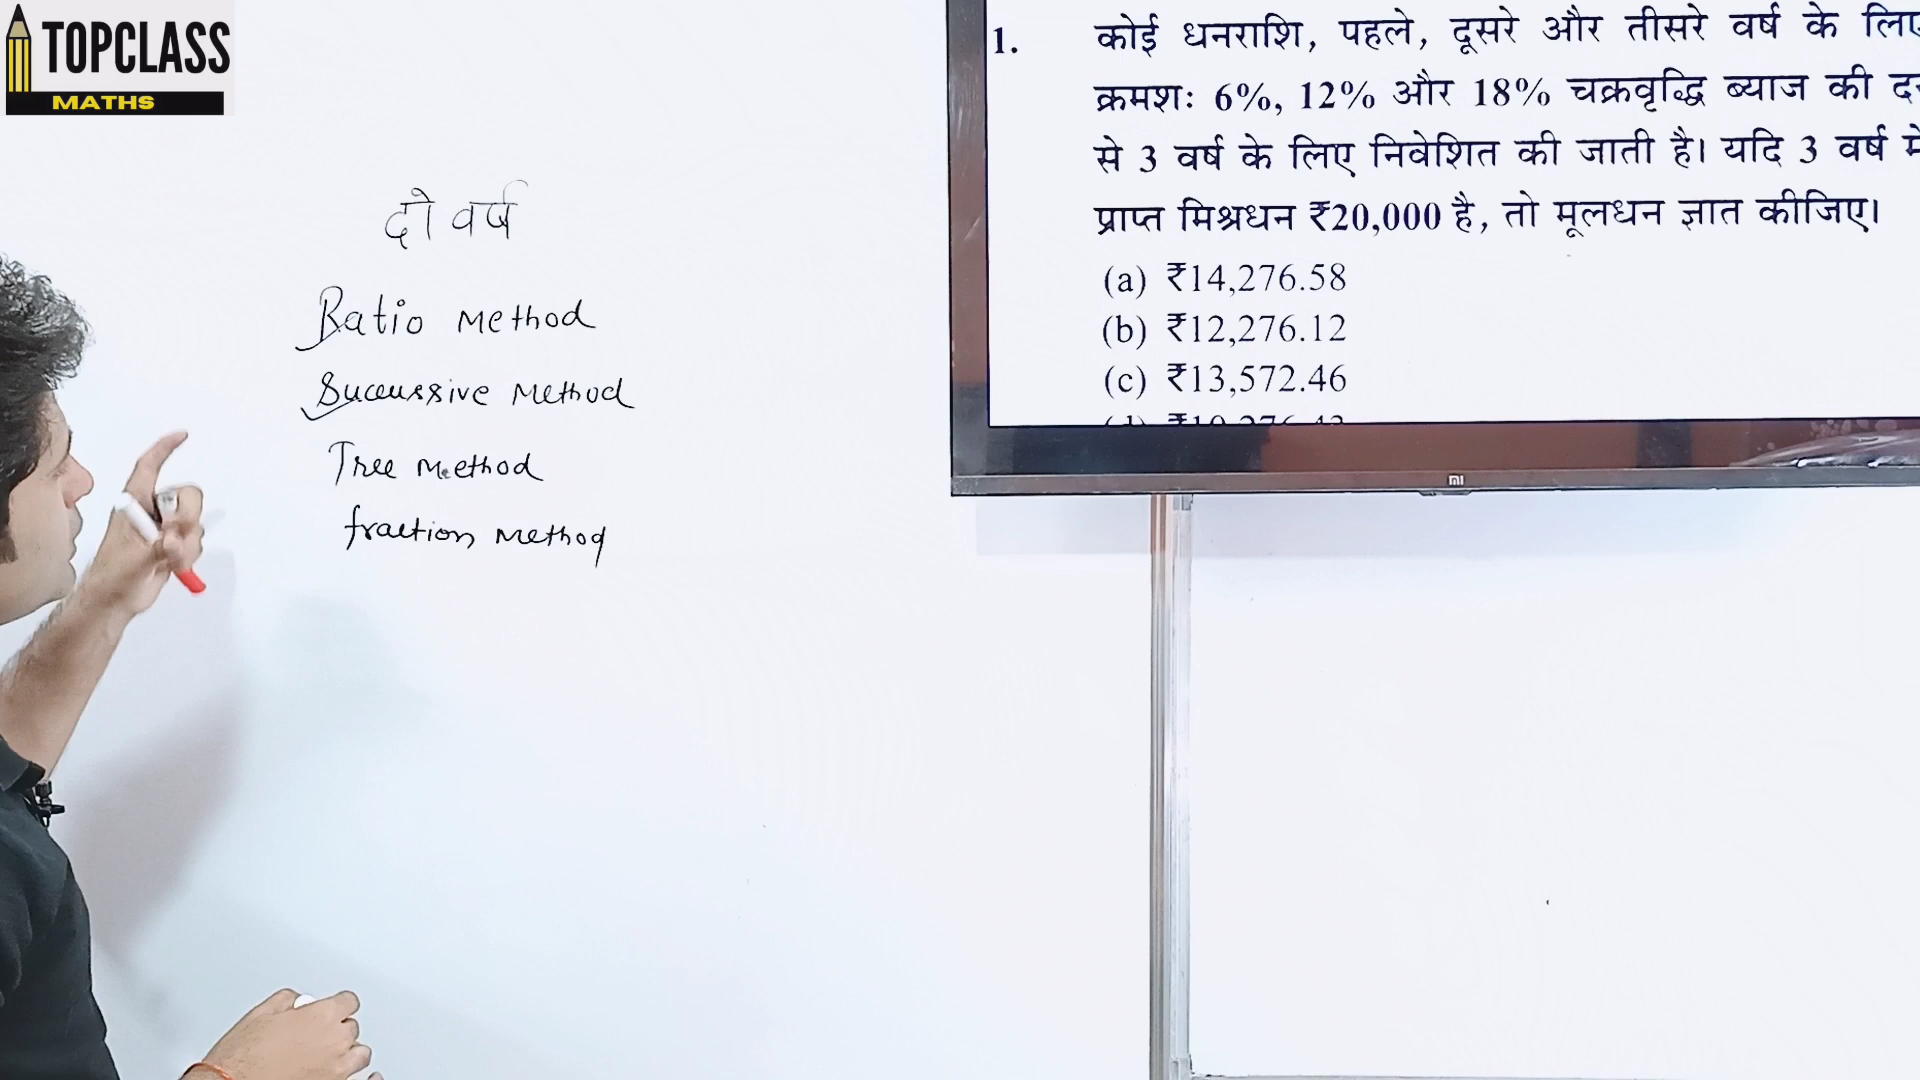 TOPCLASS
MATHS
दो वर्ष
Ratio Method
Sucussive Method
Tree Method
fraction Method
1. कोई धनराशि, पहले, दूसरे और तीसरे वर्ष के लिए
क्रमशः 6%, 12% और 18% चक्रवृद्धि ब्याज की
से 3 वर्ष के लिए निवेशित की जाती है। यदि 3 वर्ष में
प्राप्त मिश्रधन ₹20,000 है, तो मूलधन ज्ञात कीजिए।
(a) ₹14,276.58
(b) ₹12,276.12
(c) ₹13,572.46
mi